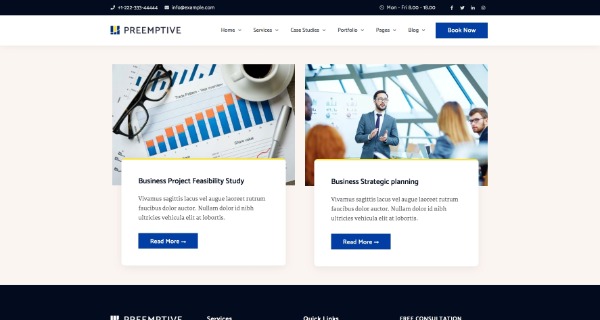 +1-222-333-44444 info@example.com Mon - Fri 8.00 - 18.00
PREEMPTIVE Home Services Case Studies Portfolio Pages Blog Book Now
Business Project Feasibility Study
Vivamus sagittis lacus vel augue laoreet rutrum
faucibus dolor auctor. Nullam dolor id nibh
ultricies vehicula elit at lobortis.
Read More →
Business Strategic planning
Vivamus sagittis lacus vel augue laoreet rutrum
faucibus dolor auctor. Nullam dolor id nibh
ultricies vehicula elit at lobortis.
Read More →
PREEMPTIVE Services Quick Links FREE CONSULTATION